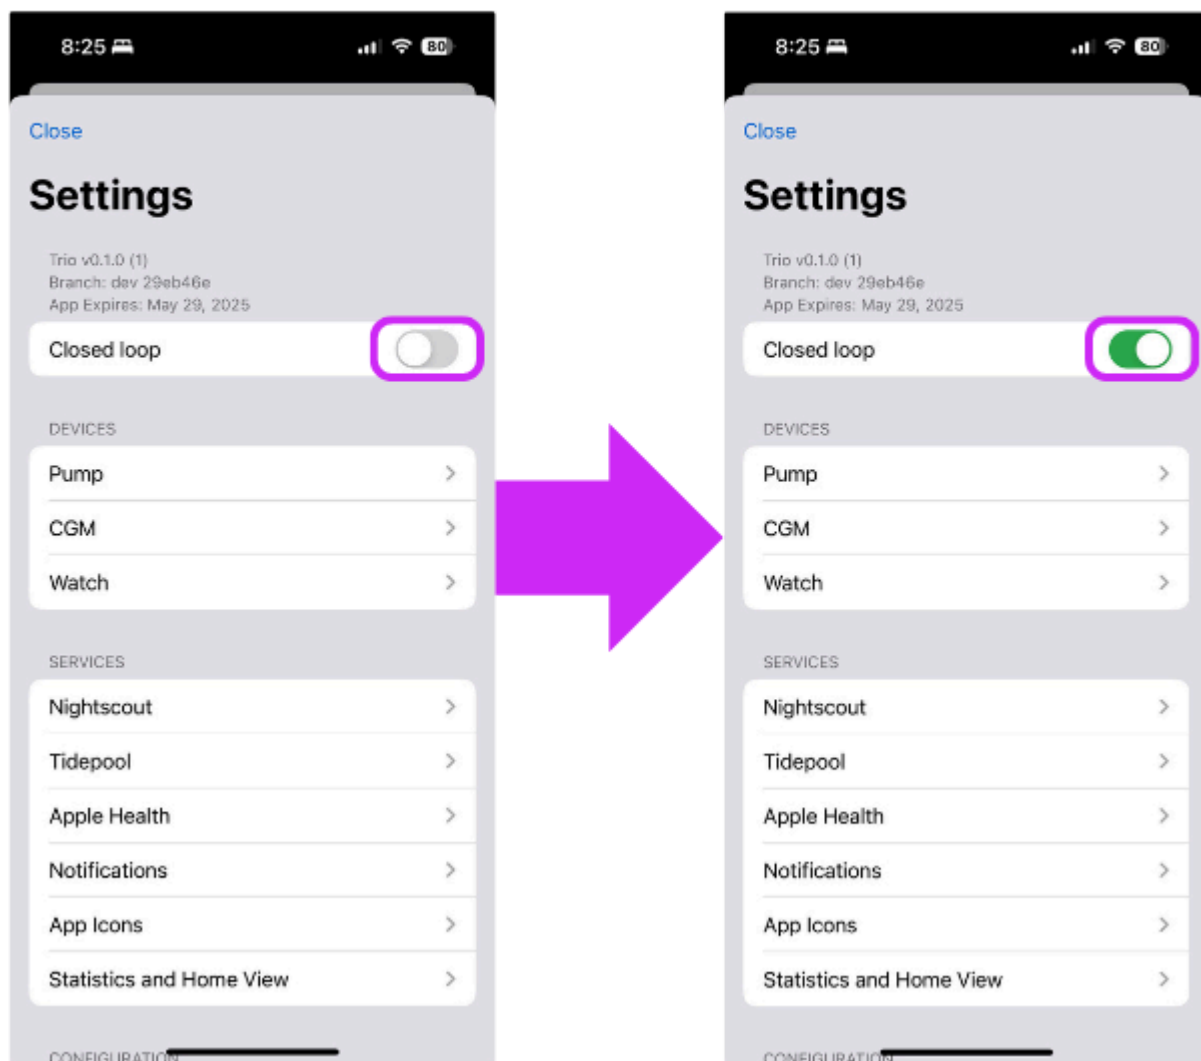 8:25
80
Close
Settings
Trio v0.1.0 (1)
Branch: dev 29eb46e
App Expires: May 29, 2025
Closed loop
DEVICES
Pump
CGM
Watch
SERVICES
Nightscout
Tidepool
Apple Health
Notifications
App Icons
Statistics and Home View
CONFIGURATION
8:25
80
Close
Settings
Trio v0.1.0 (1)
Branch: dev 29eb46e
App Expires: May 29, 2025
Closed loop
DEVICES
Pump
CGM
Watch
SERVICES
Nightscout
Tidepool
Apple Health
Notifications
App Icons
Statistics and Home View
CONFIGURATION